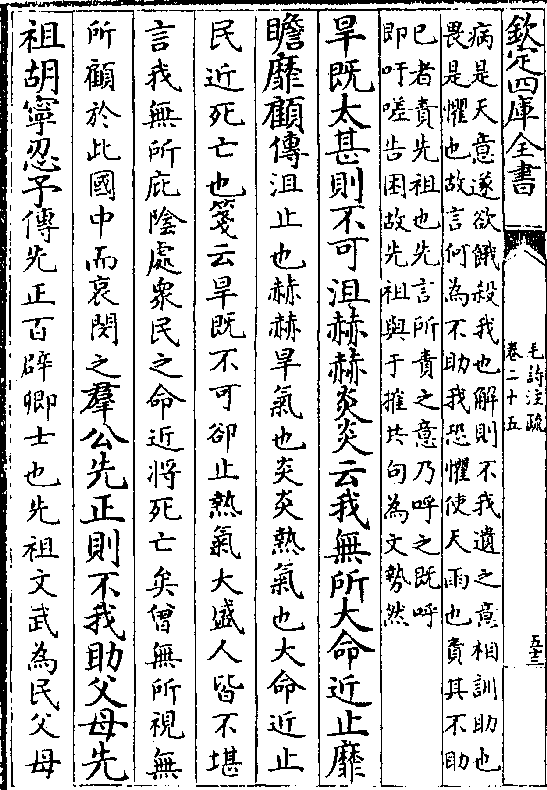 欽定四庫全書
毛詩注疏
卷二十五
病是天意遂欲餓殺我也解則不我遺之意相訓助也
畏是懼也故言何為不助我恐懼使天雨也責其不助
已者責先祖也先言所責之意乃呼之既呼
即吁嗟告困故先祖與于摧共句為文勢然
旱既太甚則不可沮赫赫炎炎云我無所大命近止靡
瞻靡顧傳沮止也赫赫旱氣也炎炎熱氣也大命近止
民近死亡也箋云旱既不可卻止熱氣大盛人皆不堪
言我無所庇陰處衆民之命近將死亡矣曾無所視無
所顧於此國中而哀閔之羣公先正則不我助父母先
祖胡寧忍予傳先正百辟卿士也先祖文武為民父母